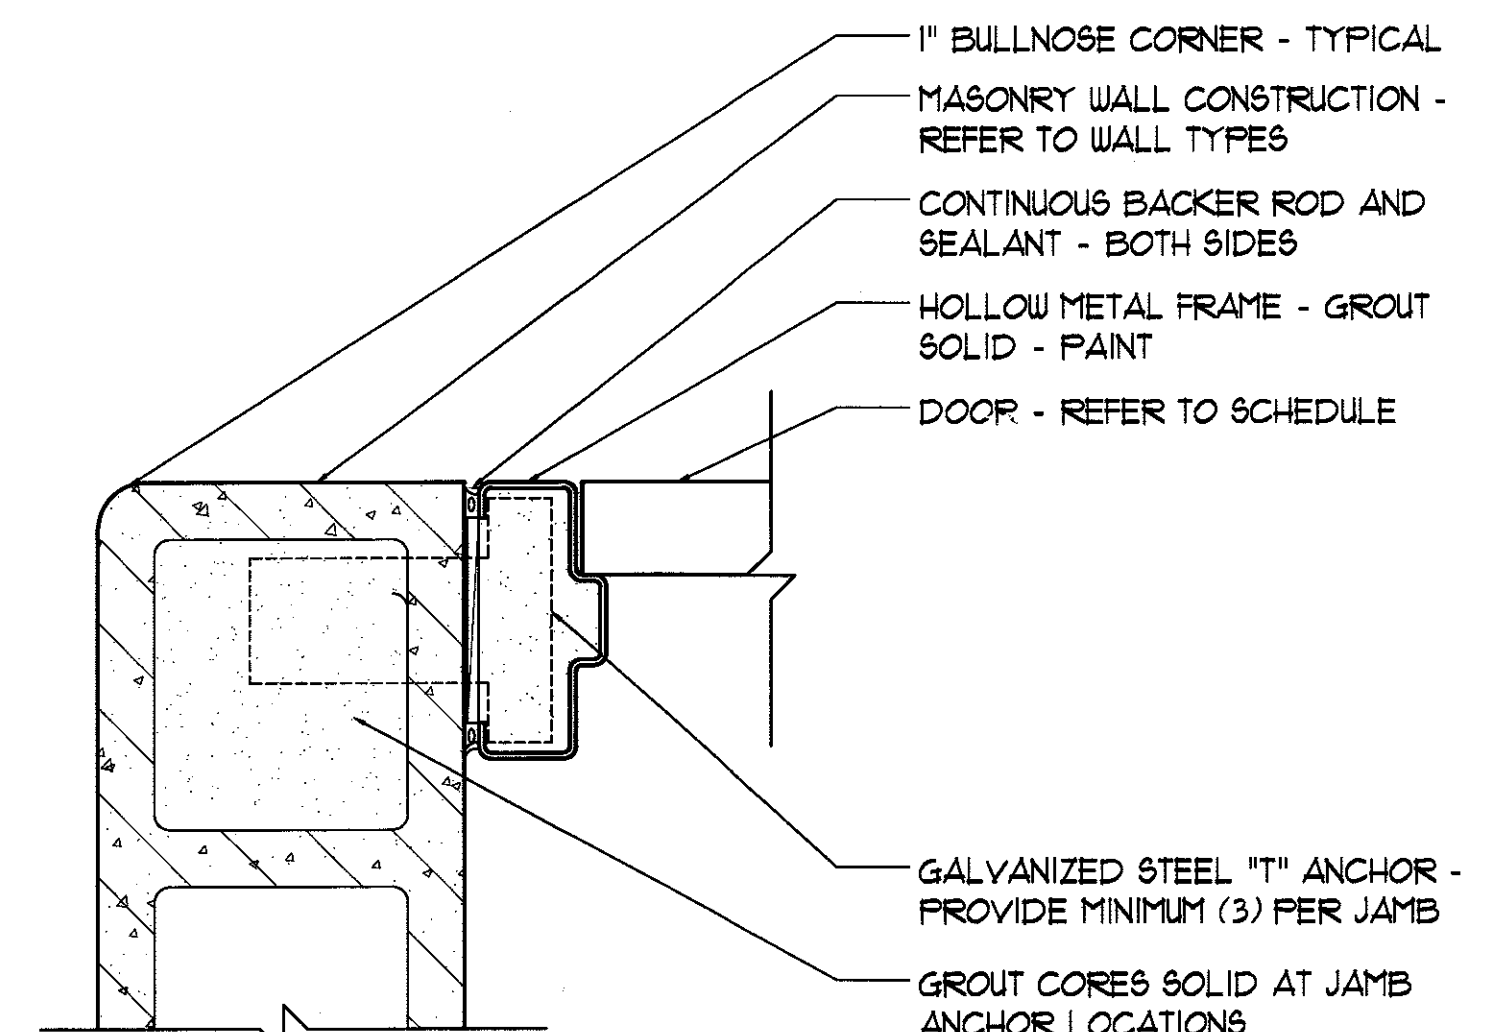 1" BULLNOSE CORNER - TYPICAL
MASONRY WALL CONSTRUCTION -
REFER TO WALL TYPES
CONTINUOUS BACKER ROD AND
SEALANT - BOTH SIDES
HOLLOW METAL FRAME - GROUT
SOLID - PAINT
DOOR - REFER TO SCHEDULE
GALVANIZED STEEL "T" ANCHOR -
PROVIDE MINIMUM (3) PER JAMB
GROUT CORES SOLID AT JAMB
ANCHOR LOCATIONS